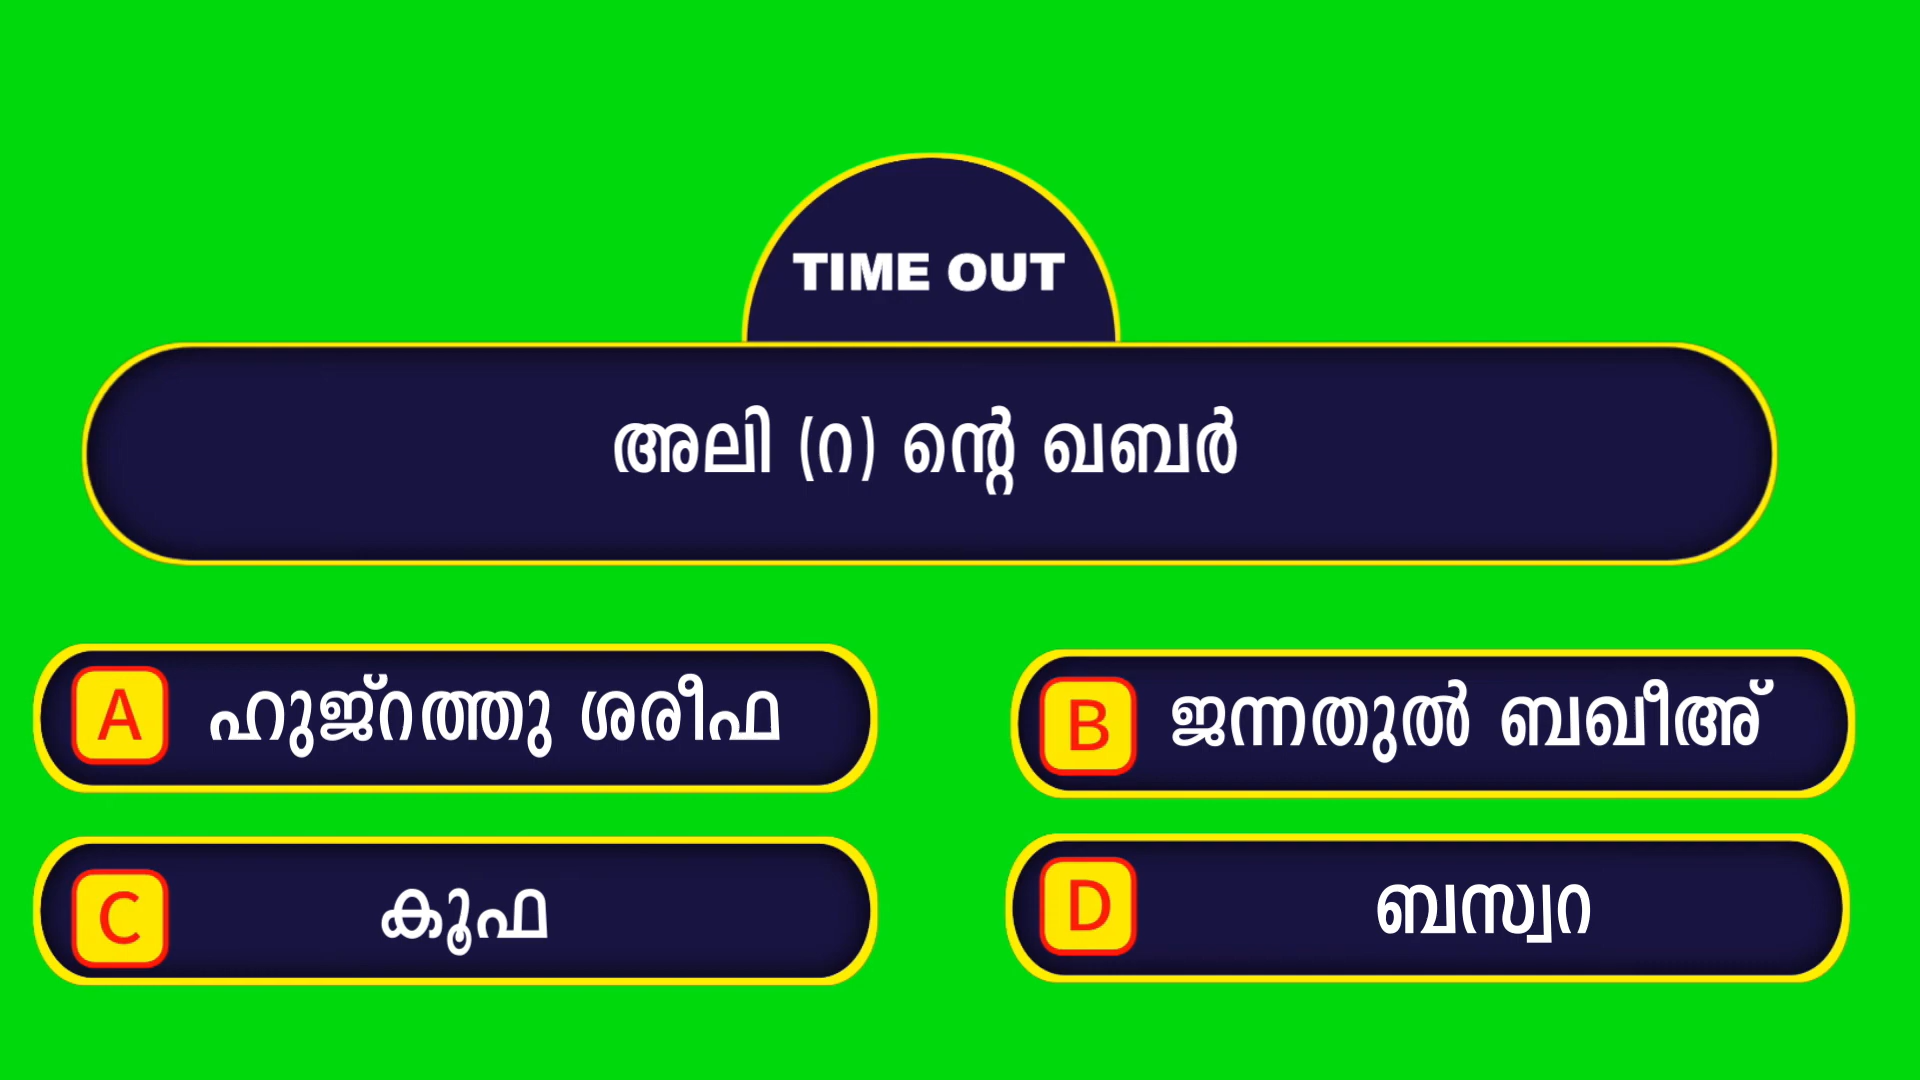 TIME OUT
അലി (റ) ന്റെ ഖബർ
A ഹുജ്റത്തു ശരീഫ
B ജന്നതുൽ ബഖീഅ്
C കൂഫ
D ബസ്വറ